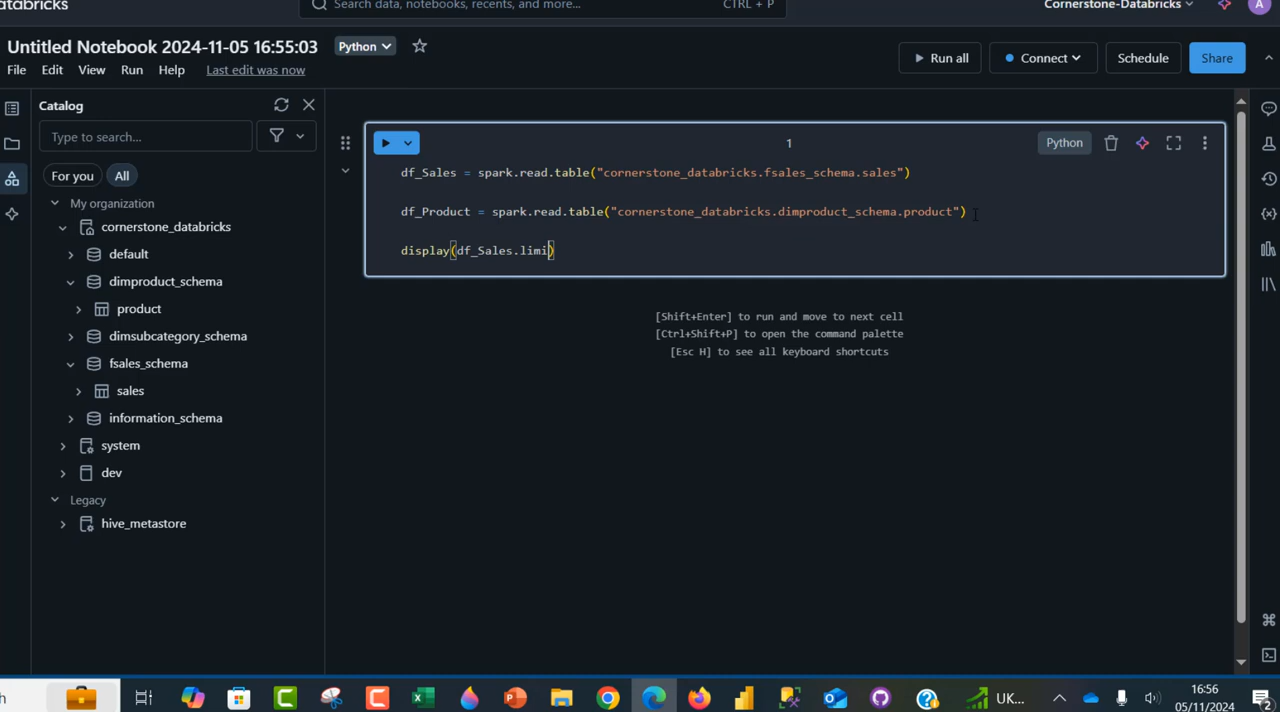 atabricks
Search data, notebooks, recents, and more...
CTRL + P
Cornerstone-Databricks
A
Untitled Notebook 2024-11-05 16:55:03
Python
File Edit View Run Help Last edit was now
Run all
Connect
Schedule
Share
Catalog
Type to search...
For you
All
My organization
cornerstone_databricks
default
dimproduct_schema
product
dimsubcategory_schema
fsales_schema
sales
information_schema
system
dev
Legacy
hive_metastore
1
Python
df_Sales = spark.read.table("cornerstone_databricks.fsales_schema.sales")
df_Product = spark.read.table("cornerstone_databricks.dimproduct_schema.product")
display(df_Sales.limi)
[Shift+Enter] to run and move to next cell
[Ctrl+Shift+P] to open the command palette
[Esc H] to see all keyboard shortcuts
h
UK...
16:56
05/11/2024
2